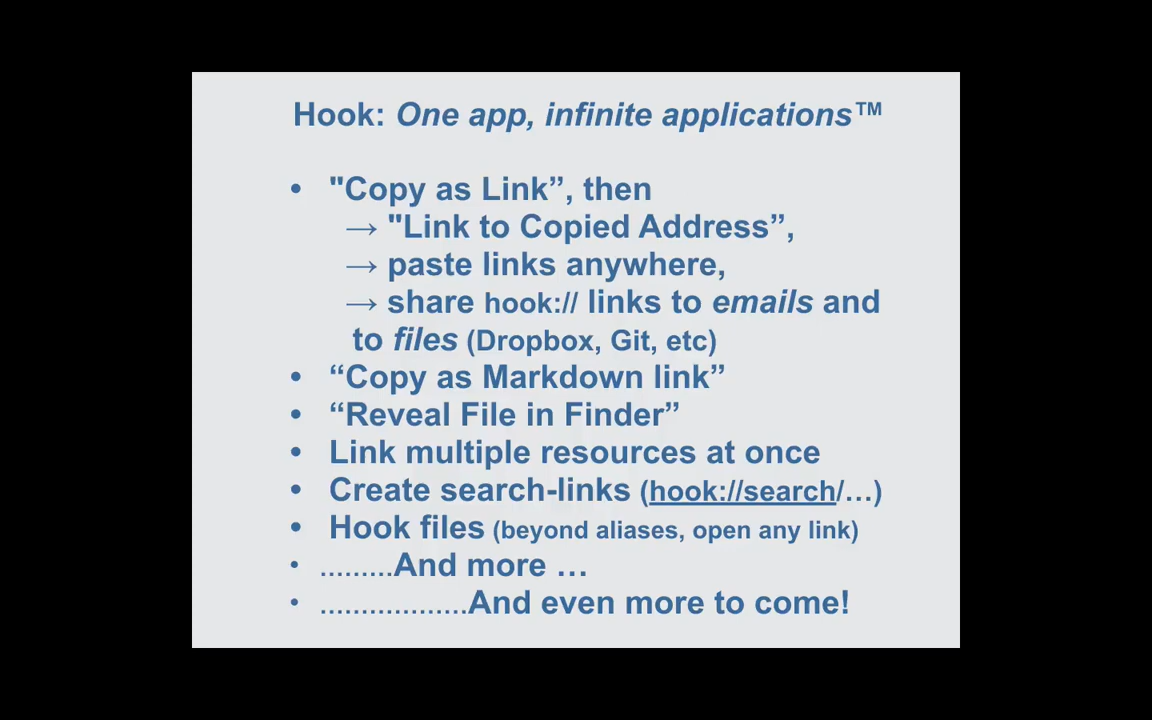 Hook: One app, infinite applications™
• "Copy as Link”, then
→ "Link to Copied Address”,
→ paste links anywhere,
→ share hook:// links to emails and
to files (Dropbox, Git, etc)
• “Copy as Markdown link”
• “Reveal File in Finder”
• Link multiple resources at once
• Create search-links (hook://search/…)
• Hook files (beyond aliases, open any link)
• .........And more …
• ..................And even more to come!